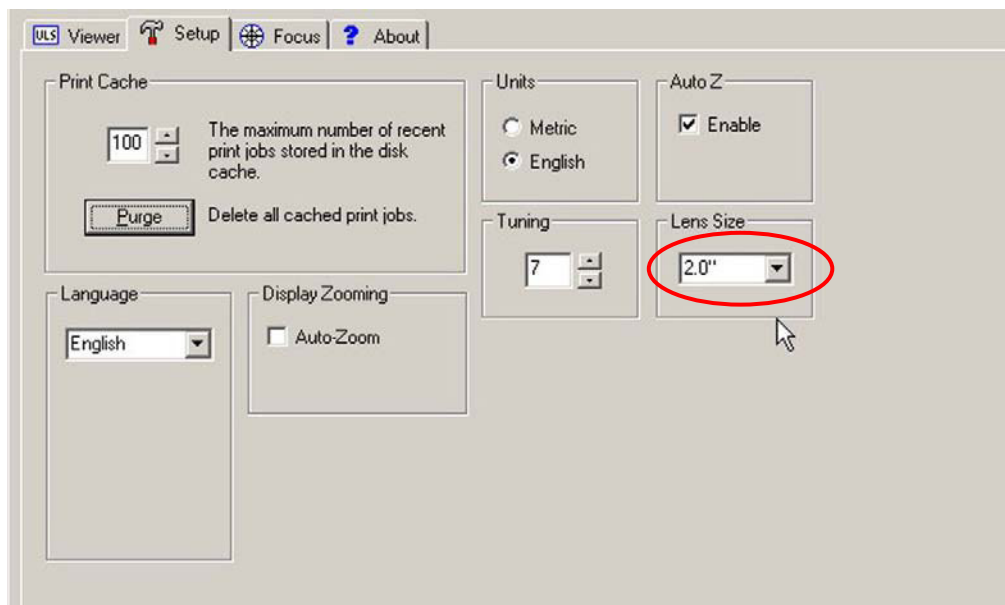 ULS Viewer Setup Focus ? About
Print Cache
100
The maximum number of recent
print jobs stored in the disk
cache.
Purge
Delete all cached print jobs.
Units
Metric
English
Auto Z
Enable
Tuning
7
Lens Size
2.0"
Language
English
Display Zooming
Auto-Zoom